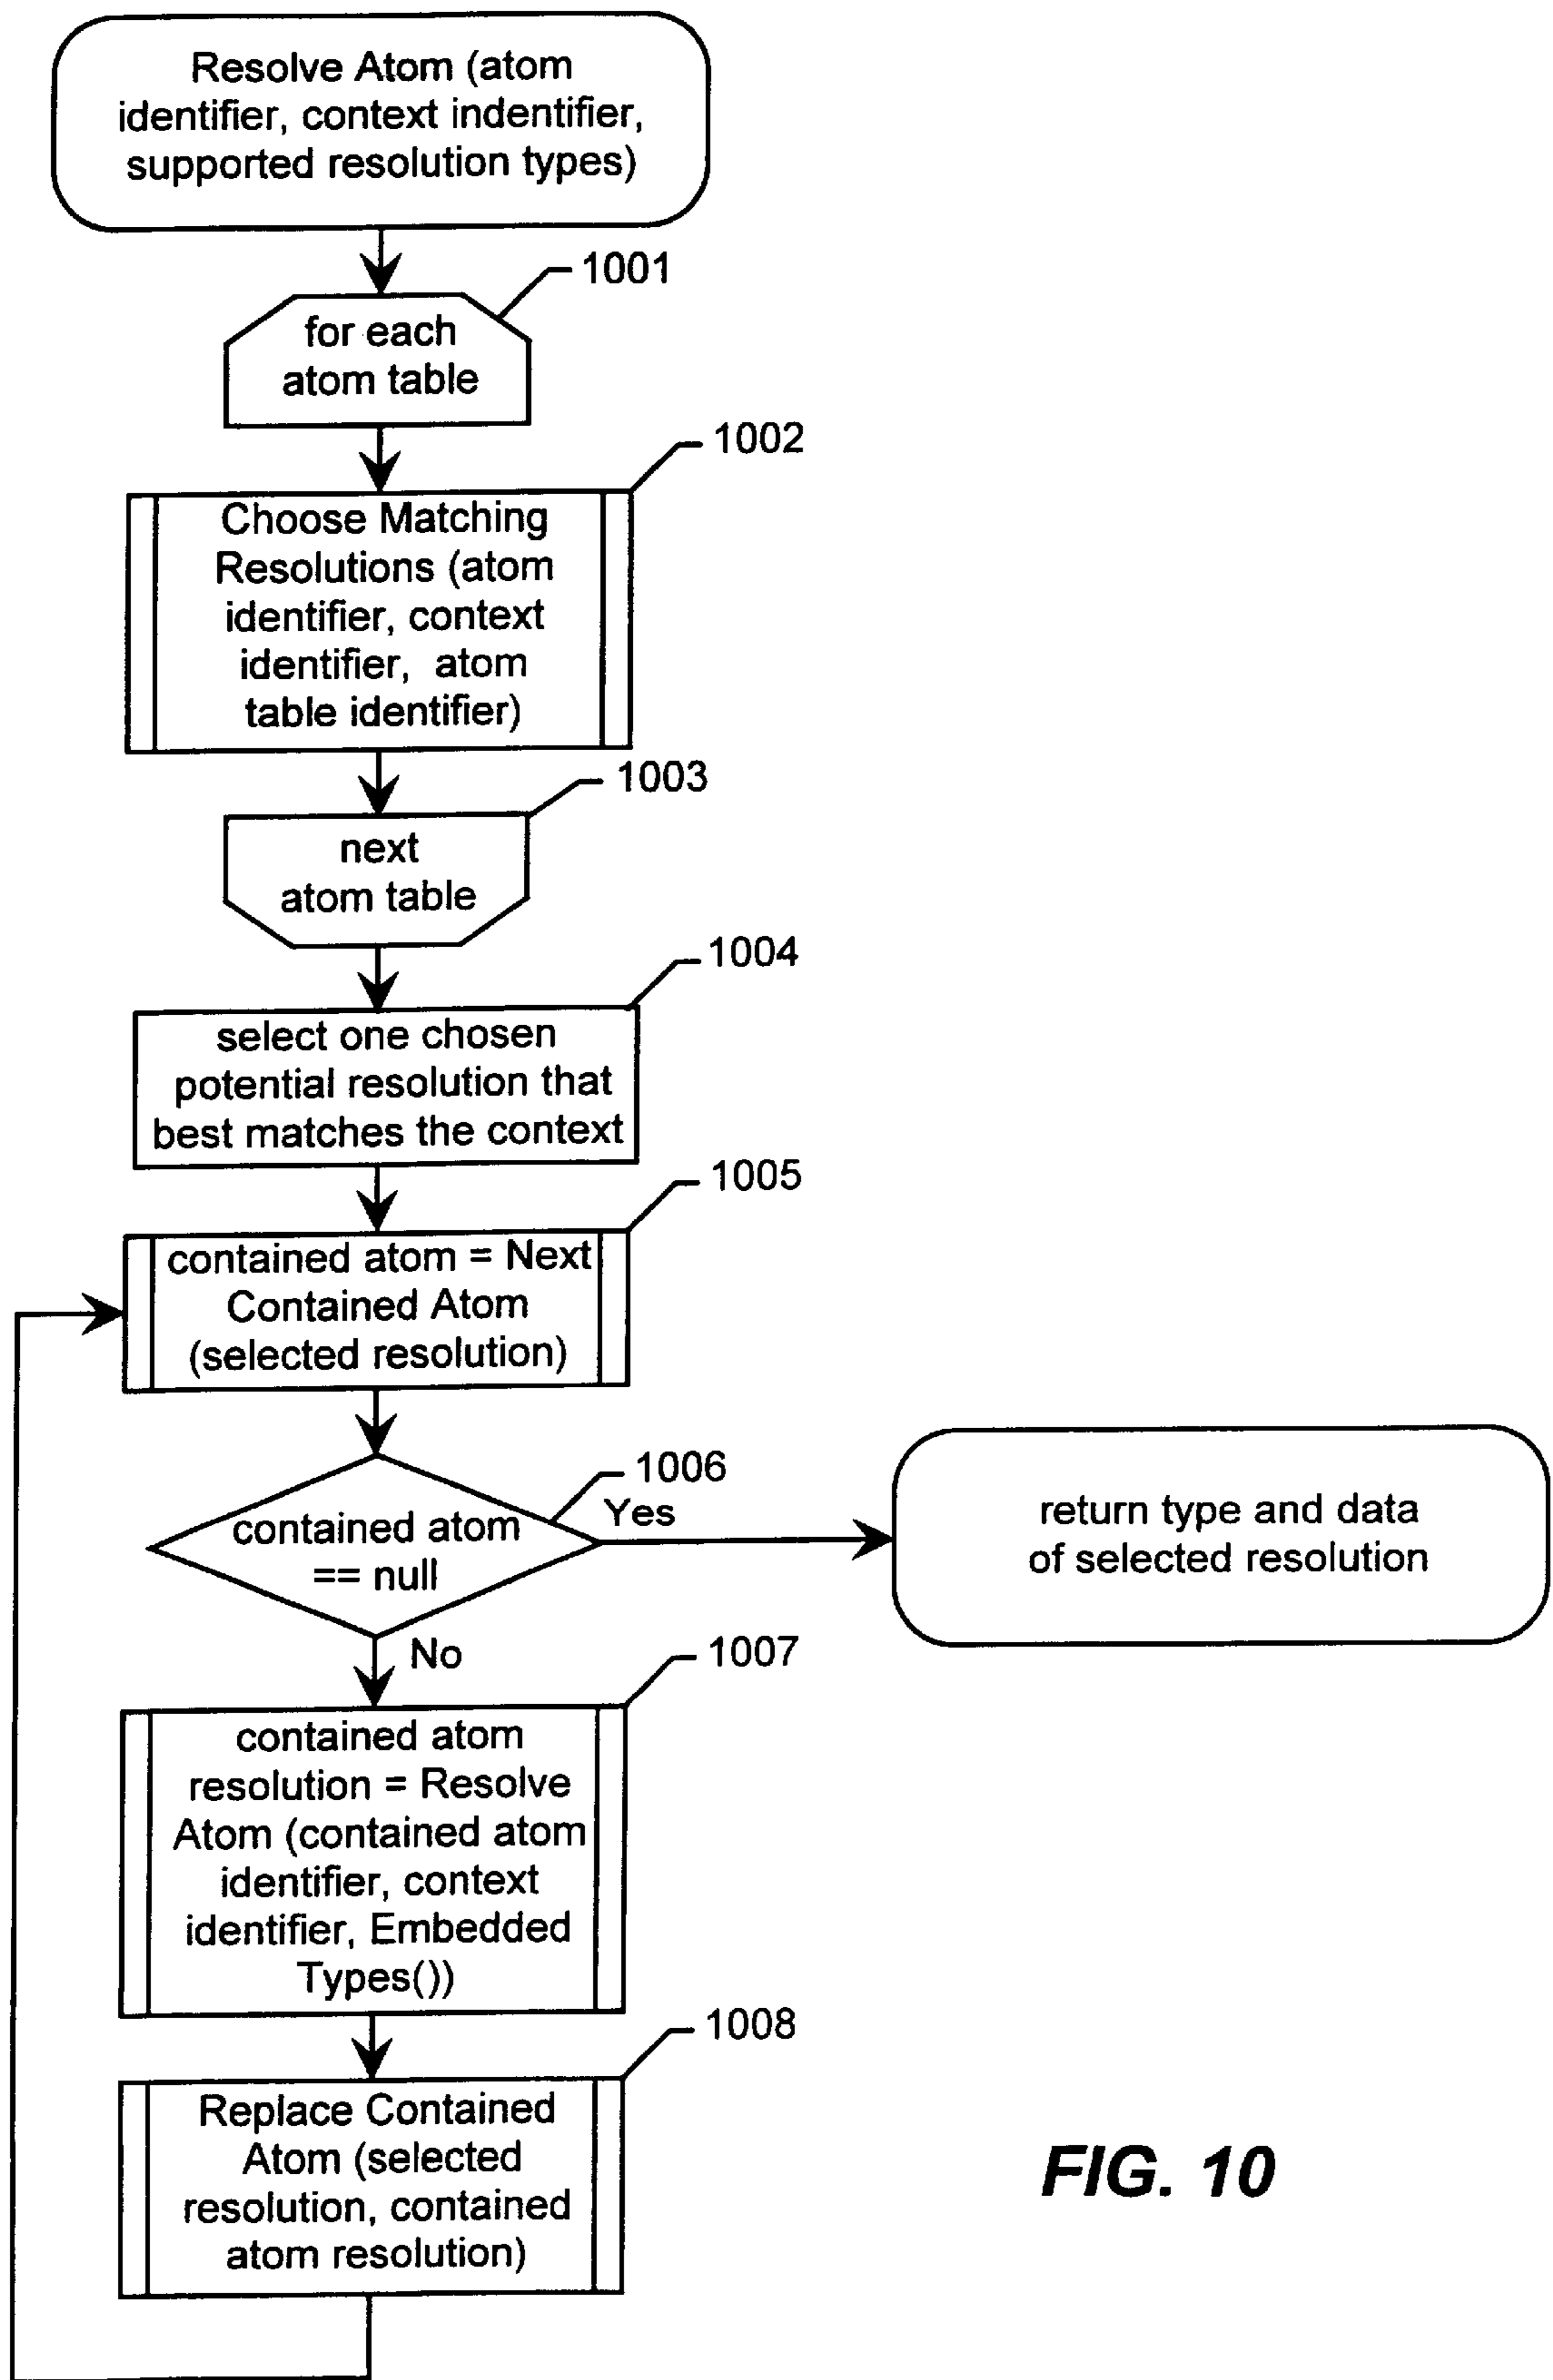 Resolve Atom (atom
identifier, context indentifier,
supported resolution types)
1001
for each
atom table
1002
Choose Matching
Resolutions (atom
identifier, context
identifier, atom
table identifier)
1003
next
atom table
1004
select one chosen
potential resolution that
best matches the context
1005
contained atom = Next
Contained Atom
(selected resolution)
1006
Yes
contained atom
== null
return type and data
of selected resolution
No
1007
contained atom
resolution = Resolve
Atom (contained atom
identifier, context
identifier, Embedded
Types())
1008
Replace Contained
Atom (selected
resolution, contained
atom resolution)
FIG. 10